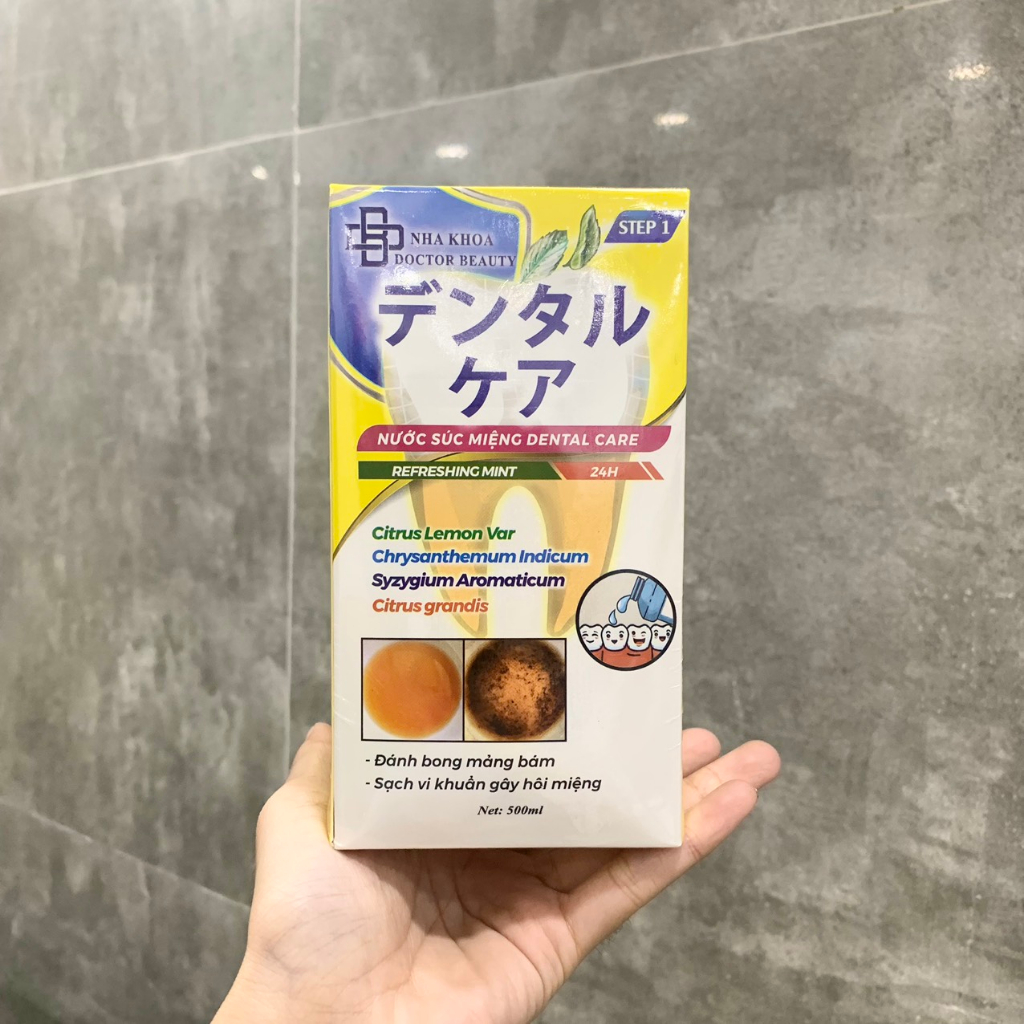 NHA KHOA
DOCTOR BEAUTY
STEP 1
デンタル
ケア
NƯỚC SÚC MIỆNG DENTAL CARE
REFRESHING MINT 24H
Citrus Lemon Var
Chrysanthemum Indicum
Syzygium Aromaticum
Citrus grandis
- Đánh bong mảng bám
- Sạch vi khuẩn gây hôi miệng
Net: 500ml